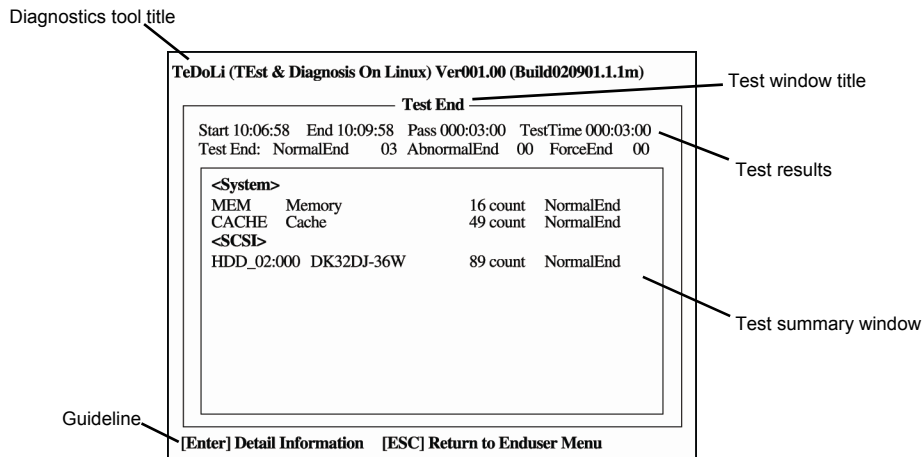 Diagnostics tool title
TeDoLi (TEst & Diagnosis On Linux) Ver001.00 (Build020901.1.1m)
Test window title
Test End
Start 10:06:58 End 10:09:58 Pass 000:03:00 TestTime 000:03:00
Test End: NormalEnd 03 AbnormalEnd 00 ForceEnd 00
Test results
<System>
MEM Memory 16 count NormalEnd
CACHE Cache 49 count NormalEnd
<SCSI>
HDD_02:000 DK32DJ-36W 89 count NormalEnd
Test summary window
Guideline
[Enter] Detail Information [ESC] Return to Enduser Menu